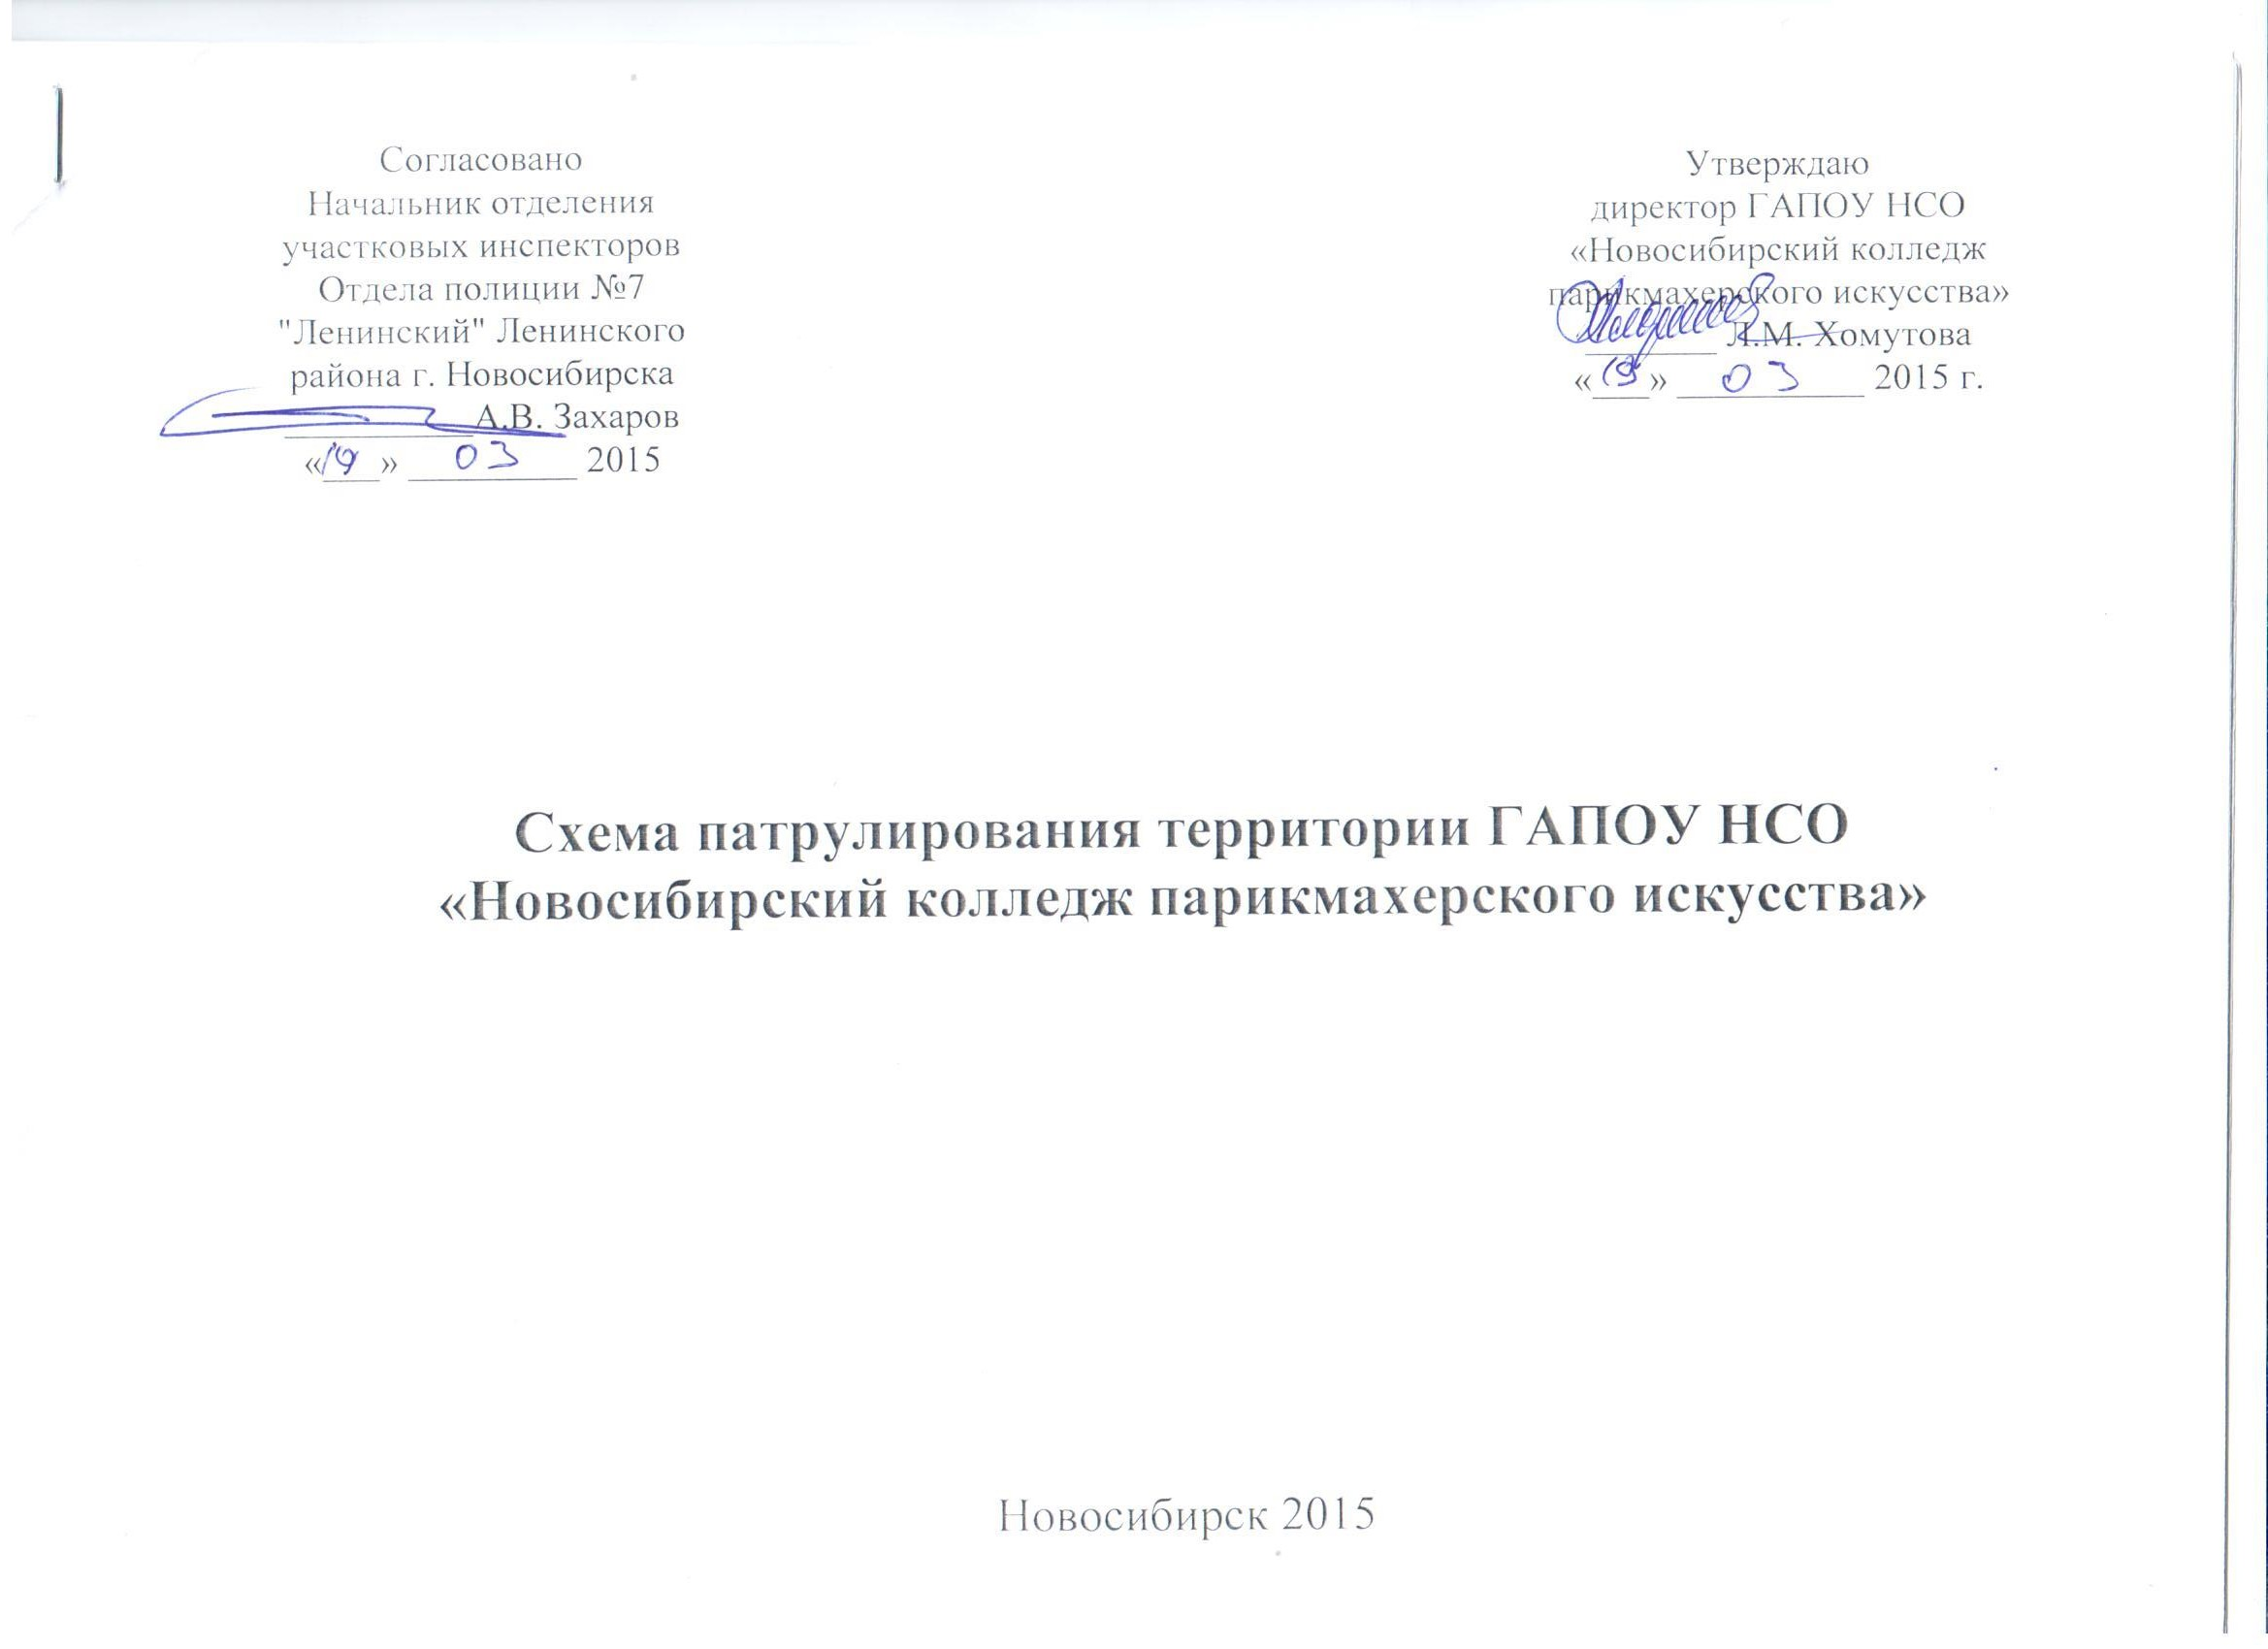 Согласовано
Начальник отделения
участковых инспекторов
Отдела полиции №7
"Ленинский" Ленинского
района г. Новосибирска
А.В. Захаров
«19» 03 2015
Утверждаю
директор ГАПОУ НСО
«Новосибирский колледж
парикмахерского искусства»
Л.М. Хомутова
«19» 03 2015 г.
Схема патрулирования территории ГАПОУ НСО
«Новосибирский колледж парикмахерского искусства»
Новосибирск 2015